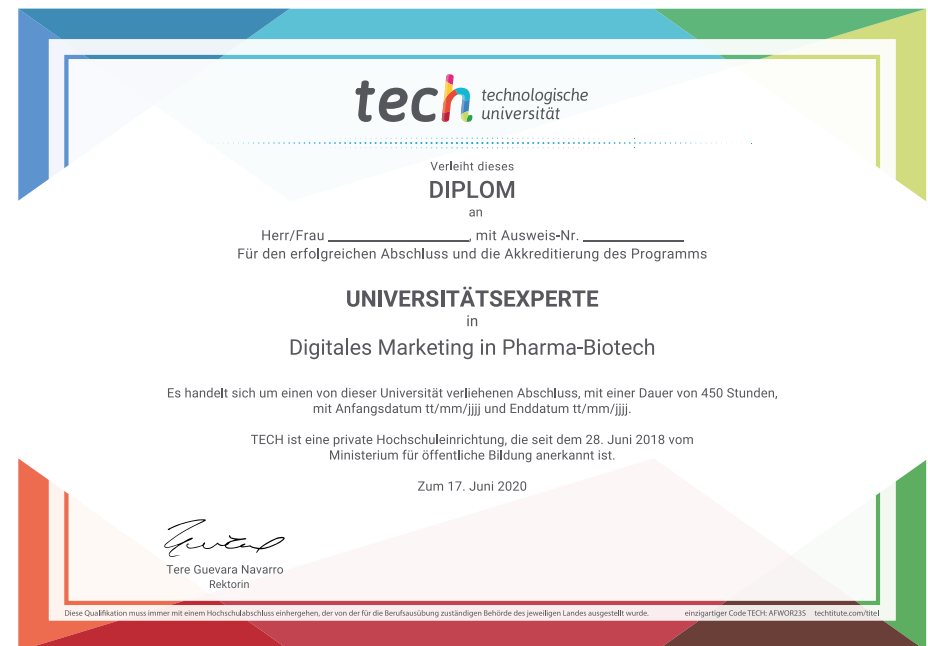 tech technologische
universität
Verleiht dieses
DIPLOM
an
Herr/Frau ________________, mit Ausweis-Nr. ____________
Für den erfolgreichen Abschluss und die Akkreditierung des Programms
UNIVERSITÄTSEXPERTE
in
Digitales Marketing in Pharma-Biotech
Es handelt sich um einen von dieser Universität verliehenen Abschluss, mit einer Dauer von 450 Stunden,
mit Anfangsdatum tt/mm/jjjj und Enddatum tt/mm/jjjj.
TECH ist eine private Hochschuleinrichtung, die seit dem 28. Juni 2018 vom
Ministerium für öffentliche Bildung anerkannt ist.
Zum 17. Juni 2020
Tere Guevara Navarro
Rektorin
Diese Qualifikation muss immer mit einem Hochschulabschluss einhergehen, der von der für die Berufsausübung zuständigen Behörde des jeweiligen Landes ausgestellt wurde. einzigartiger Code TECH: AFWOR23S techtitute.com/titel